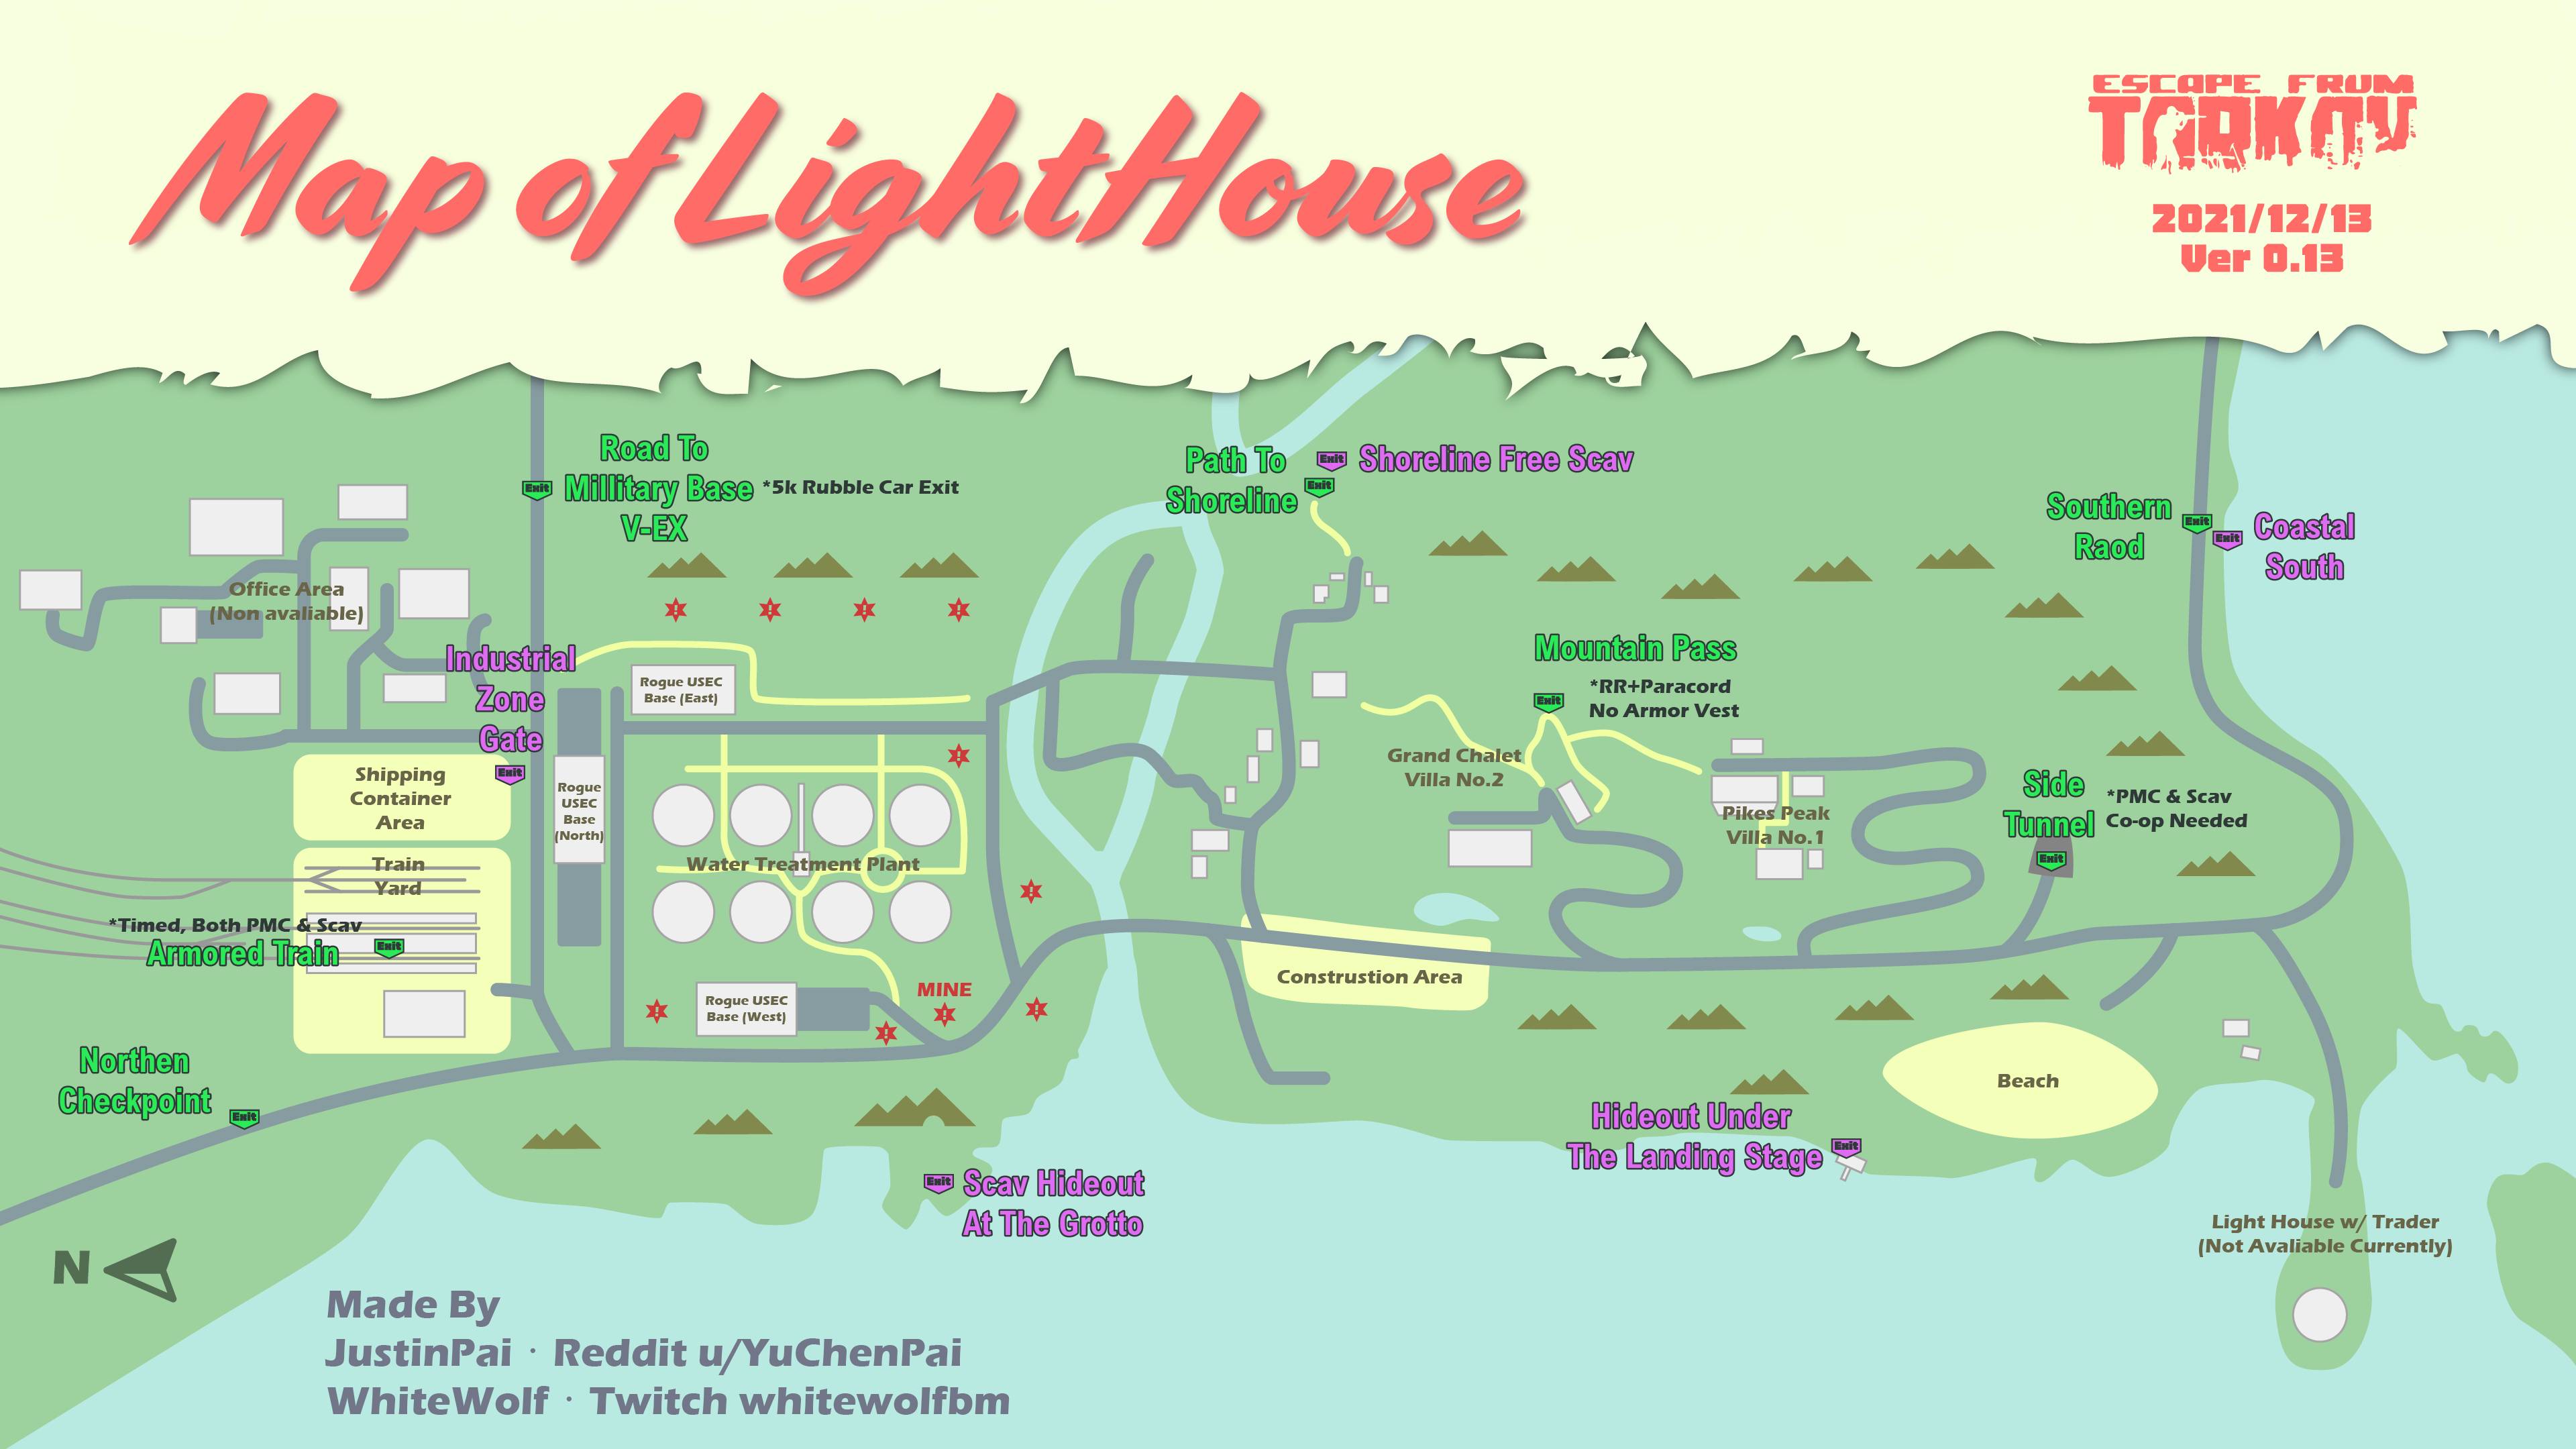 Map of LightHouse
ESCAPE FRUM
TARKOV
2021/12/13
Ver 0.13
Road To
Millitary Base
V-EX
*5k Rubble Car Exit
Exit
Path To
Shoreline
Exit
Exit
Shoreline Free Scav
Southern
Raod
Exit
Exit
Coastal
South
Office Area
(Non avaliable)
Industrial
Zone
Gate
Exit
Rogue USEC
Base (East)
Mountain Pass
*RR+Paracord
No Armor Vest
Exit
Grand Chalet
Villa No.2
Pikes Peak
Villa No.1
Side
Tunnel
*PMC & Scav
Co-op Needed
Exit
Shipping
Container
Area
Rogue
USEC
Base
(North)
Water Treatment Plant
Train
Yard
*Timed, Both PMC & Scav
Armored Train
Exit
Construstion Area
MINE
Rogue USEC
Base (West)
Northen
Checkpoint
Exit
Beach
Hideout Under
The Landing Stage
Exit
Exit
Scav Hideout
At The Grotto
Light House w/ Trader
(Not Avaliable Currently)
N
Made By
JustinPai · Reddit u/YuChenPai
WhiteWolf · Twitch whitewolfbm